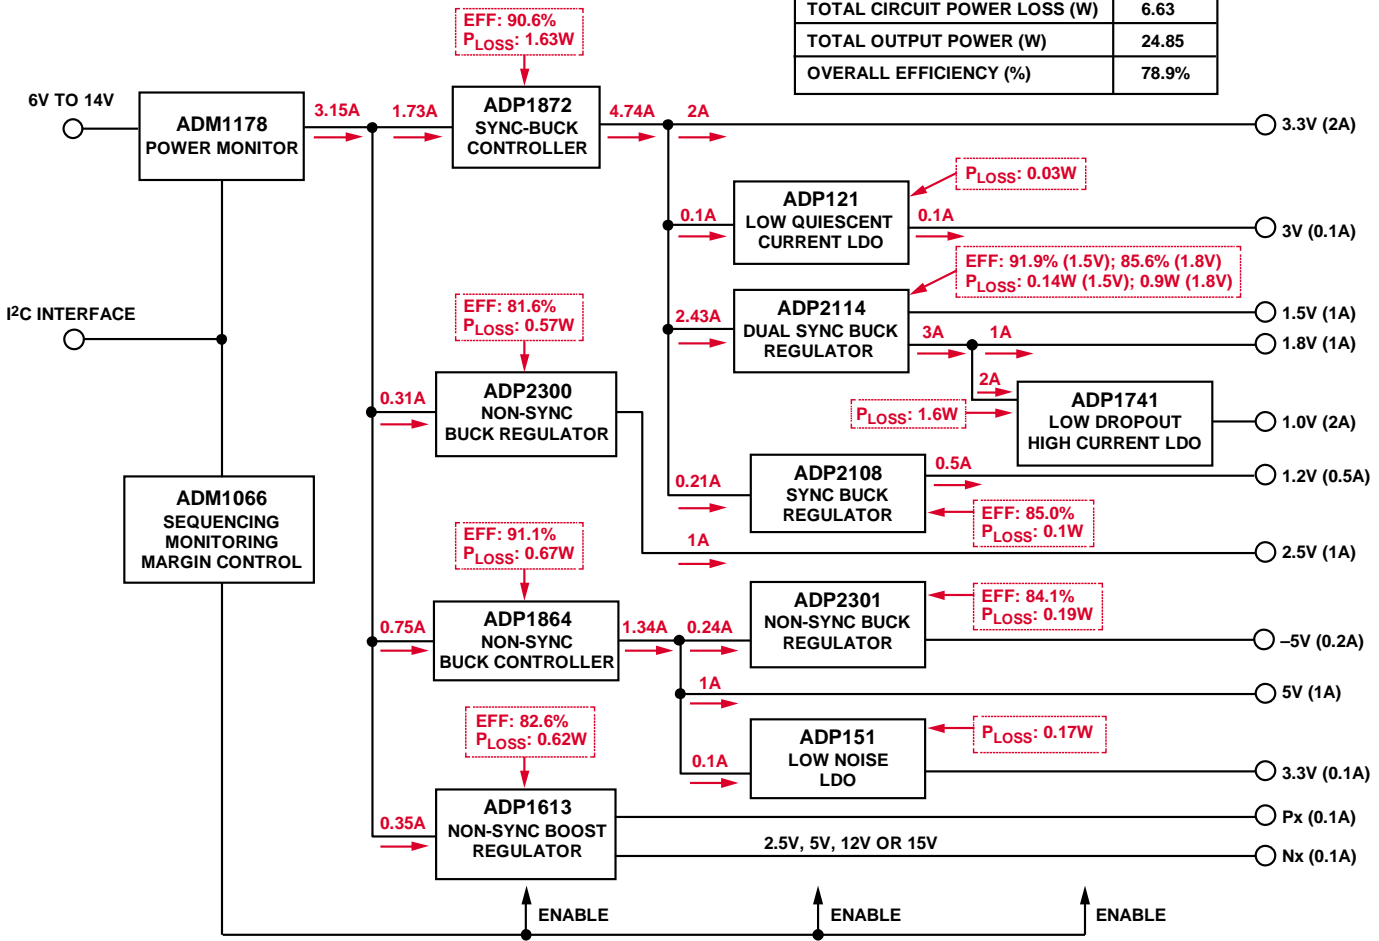 TOTAL CIRCUIT POWER LOSS (W) 6.63
TOTAL OUTPUT POWER (W) 24.85
OVERALL EFFICIENCY (%) 78.9%
EFF: 90.6%
PLOSS: 1.63W
6V TO 14V
ADM1178
POWER MONITOR
3.15A
1.73A
ADP1872
SYNC-BUCK
CONTROLLER
4.74A
2A
3.3V (2A)
PLOSS: 0.03W
0.1A
ADP121
LOW QUIESCENT
CURRENT LDO
0.1A
3V (0.1A)
EFF: 91.9% (1.5V); 85.6% (1.8V)
PLOSS: 0.14W (1.5V); 0.9W (1.8V)
I2C INTERFACE
EFF: 81.6%
PLOSS: 0.57W
2.43A
ADP2114
DUAL SYNC BUCK
REGULATOR
1.5V (1A)
3A
1A
1.8V (1A)
0.31A
ADP2300
NON-SYNC
BUCK REGULATOR
2A
PLOSS: 1.6W
ADP1741
LOW DROPOUT
HIGH CURRENT LDO
1.0V (2A)
0.21A
ADP2108
SYNC BUCK
REGULATOR
0.5A
1.2V (0.5A)
EFF: 85.0%
PLOSS: 0.1W
ADM1066
SEQUENCING
MONITORING
MARGIN CONTROL
EFF: 91.1%
PLOSS: 0.67W
1A
2.5V (1A)
0.75A
ADP1864
NON-SYNC
BUCK CONTROLLER
1.34A
0.24A
ADP2301
NON-SYNC BUCK
REGULATOR
EFF: 84.1%
PLOSS: 0.19W
–5V (0.2A)
1A
5V (1A)
EFF: 82.6%
PLOSS: 0.62W
0.1A
ADP151
LOW NOISE
LDO
PLOSS: 0.17W
3.3V (0.1A)
0.35A
ADP1613
NON-SYNC BOOST
REGULATOR
Px (0.1A)
2.5V, 5V, 12V OR 15V
Nx (0.1A)
ENABLE
ENABLE
ENABLE